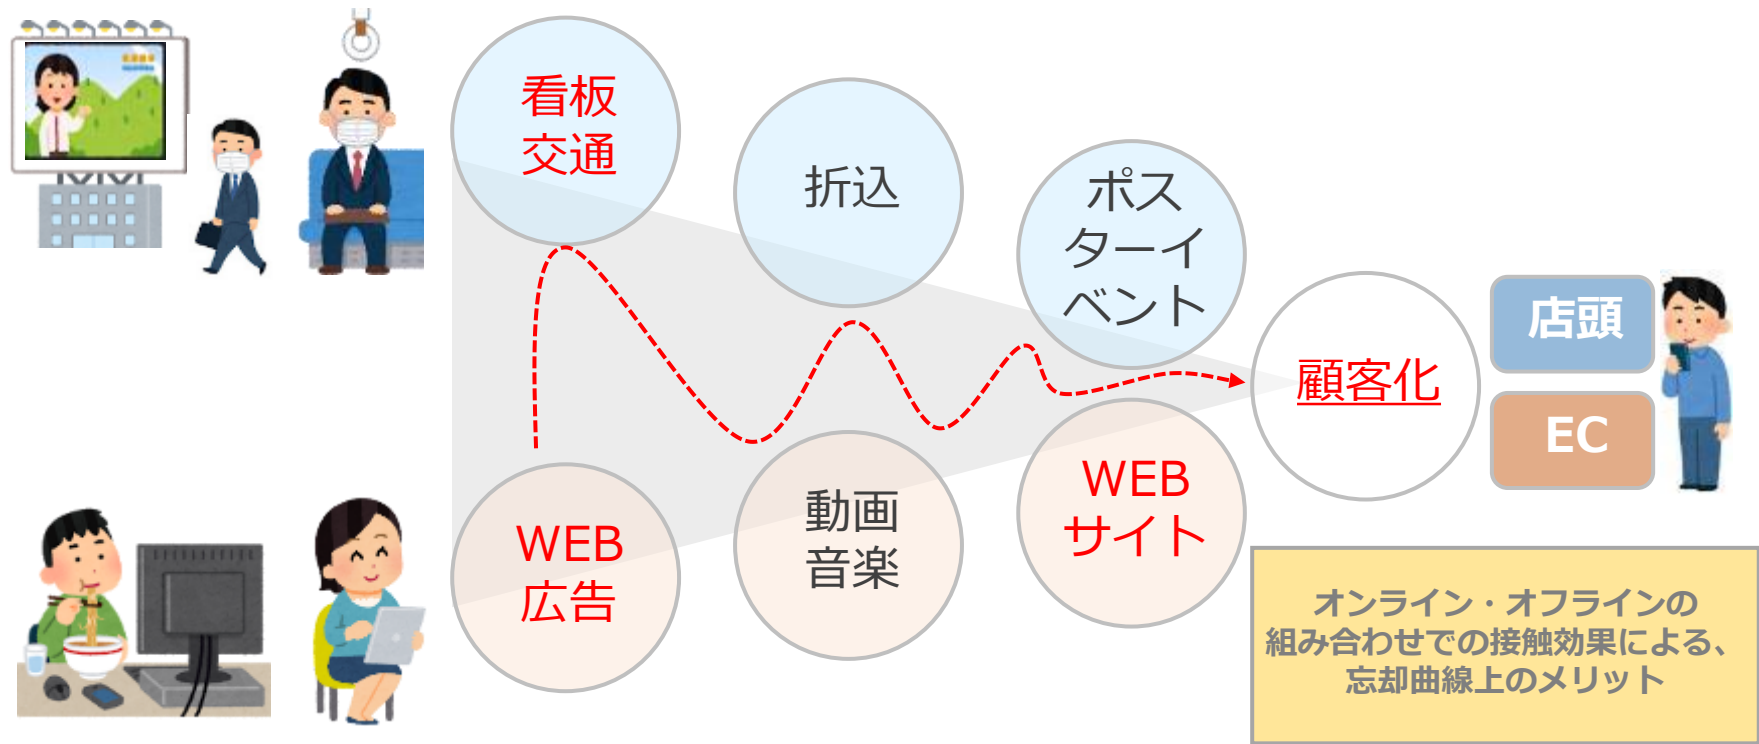 看板
交通
折込
ポス
ターイ
ベント
顧客化
店頭
EC
WEB
広告
動画
音楽
WEB
サイト
オンライン・オフラインの
組み合わせでの接触効果による、
忘却曲線上のメリット